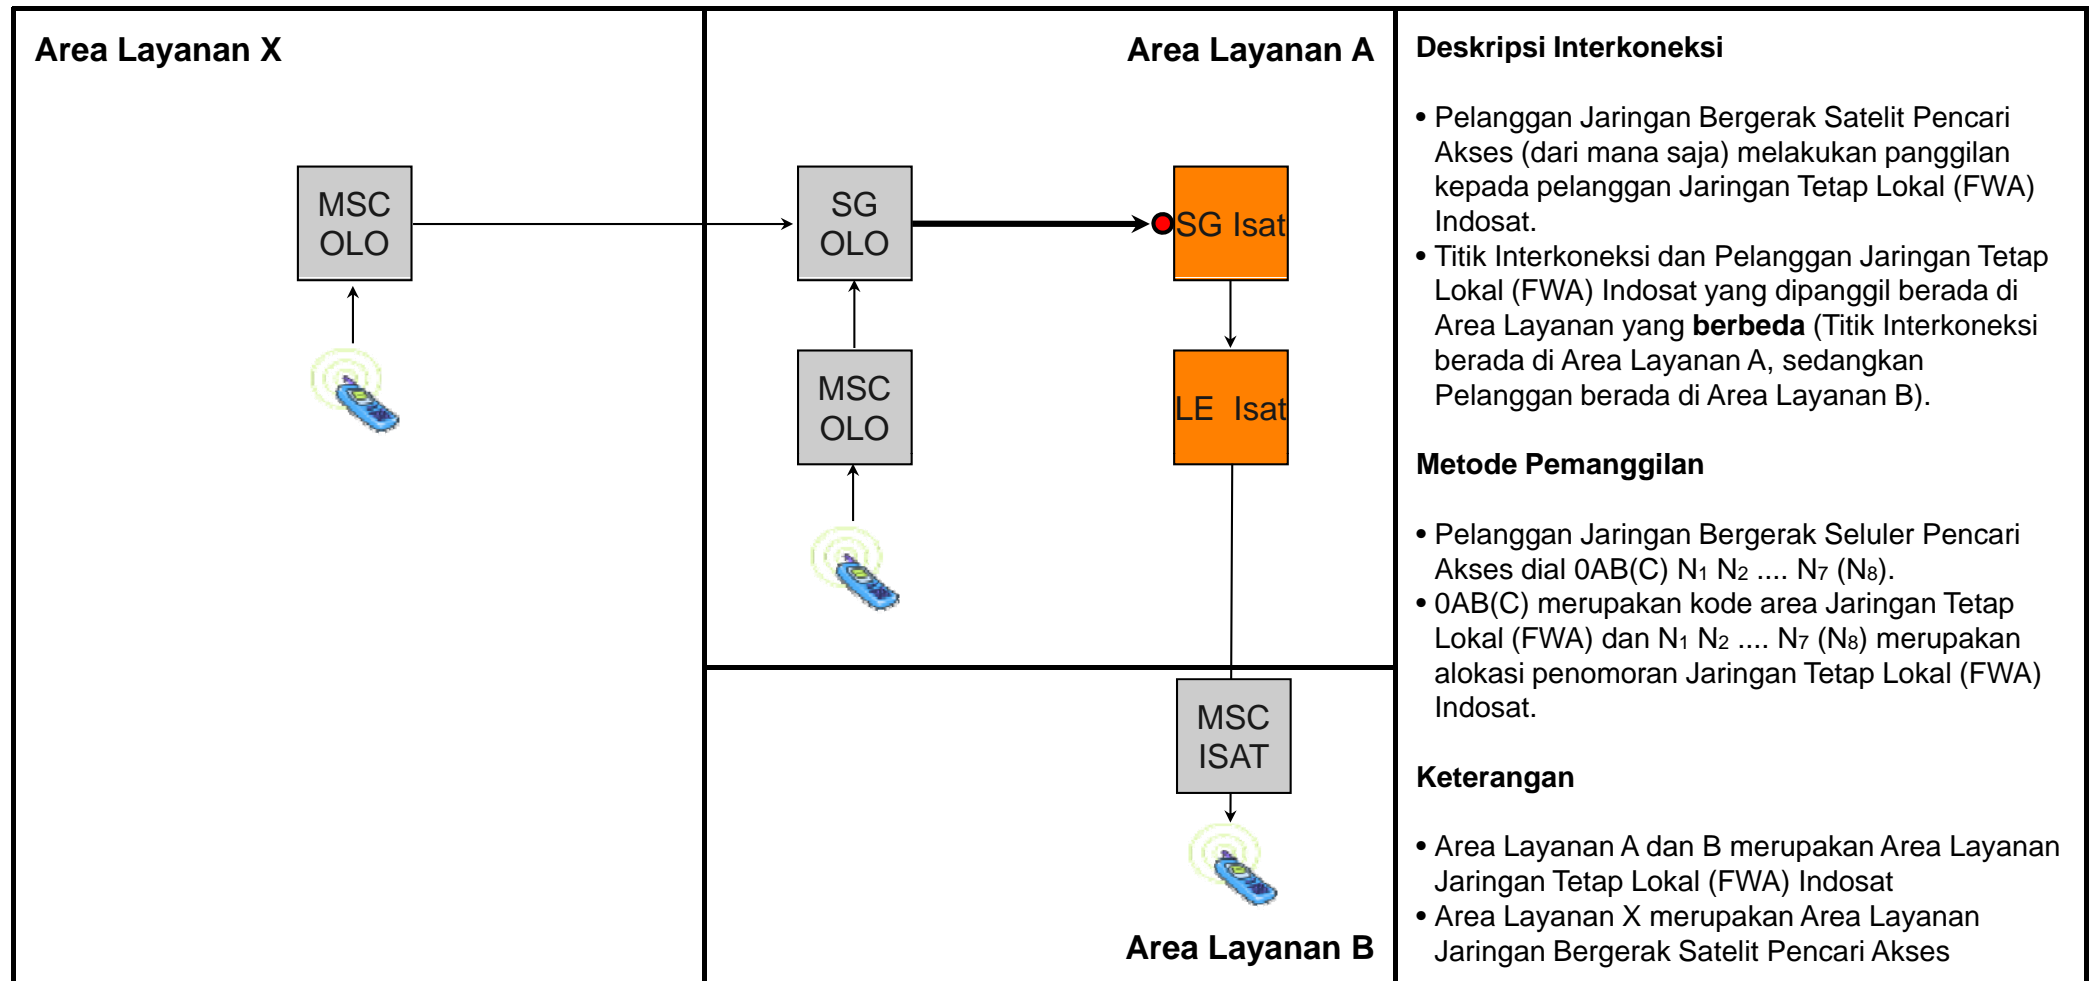 Area Layanan X
Area Layanan A
MSC
OLO
SG
OLO
SG Isat
MSC
OLO
LE Isat
MSC
ISAT
Area Layanan B
Deskripsi Interkoneksi
• Pelanggan Jaringan Bergerak Satelit Pencari
Akses (dari mana saja) melakukan panggilan
kepada pelanggan Jaringan Tetap Lokal (FWA)
Indosat.
• Titik Interkoneksi dan Pelanggan Jaringan Tetap
Lokal (FWA) Indosat yang dipanggil berada di
Area Layanan yang berbeda (Titik Interkoneksi
berada di Area Layanan A, sedangkan
Pelanggan berada di Area Layanan B).
Metode Pemanggilan
• Pelanggan Jaringan Bergerak Seluler Pencari
Akses dial 0AB(C) N1 N2 .... N7 (N8).
• 0AB(C) merupakan kode area Jaringan Tetap
Lokal (FWA) dan N1 N2 .... N7 (N8) merupakan
alokasi penomoran Jaringan Tetap Lokal (FWA)
Indosat.
Keterangan
• Area Layanan A dan B merupakan Area Layanan
Jaringan Tetap Lokal (FWA) Indosat
• Area Layanan X merupakan Area Layanan
Jaringan Bergerak Satelit Pencari Akses